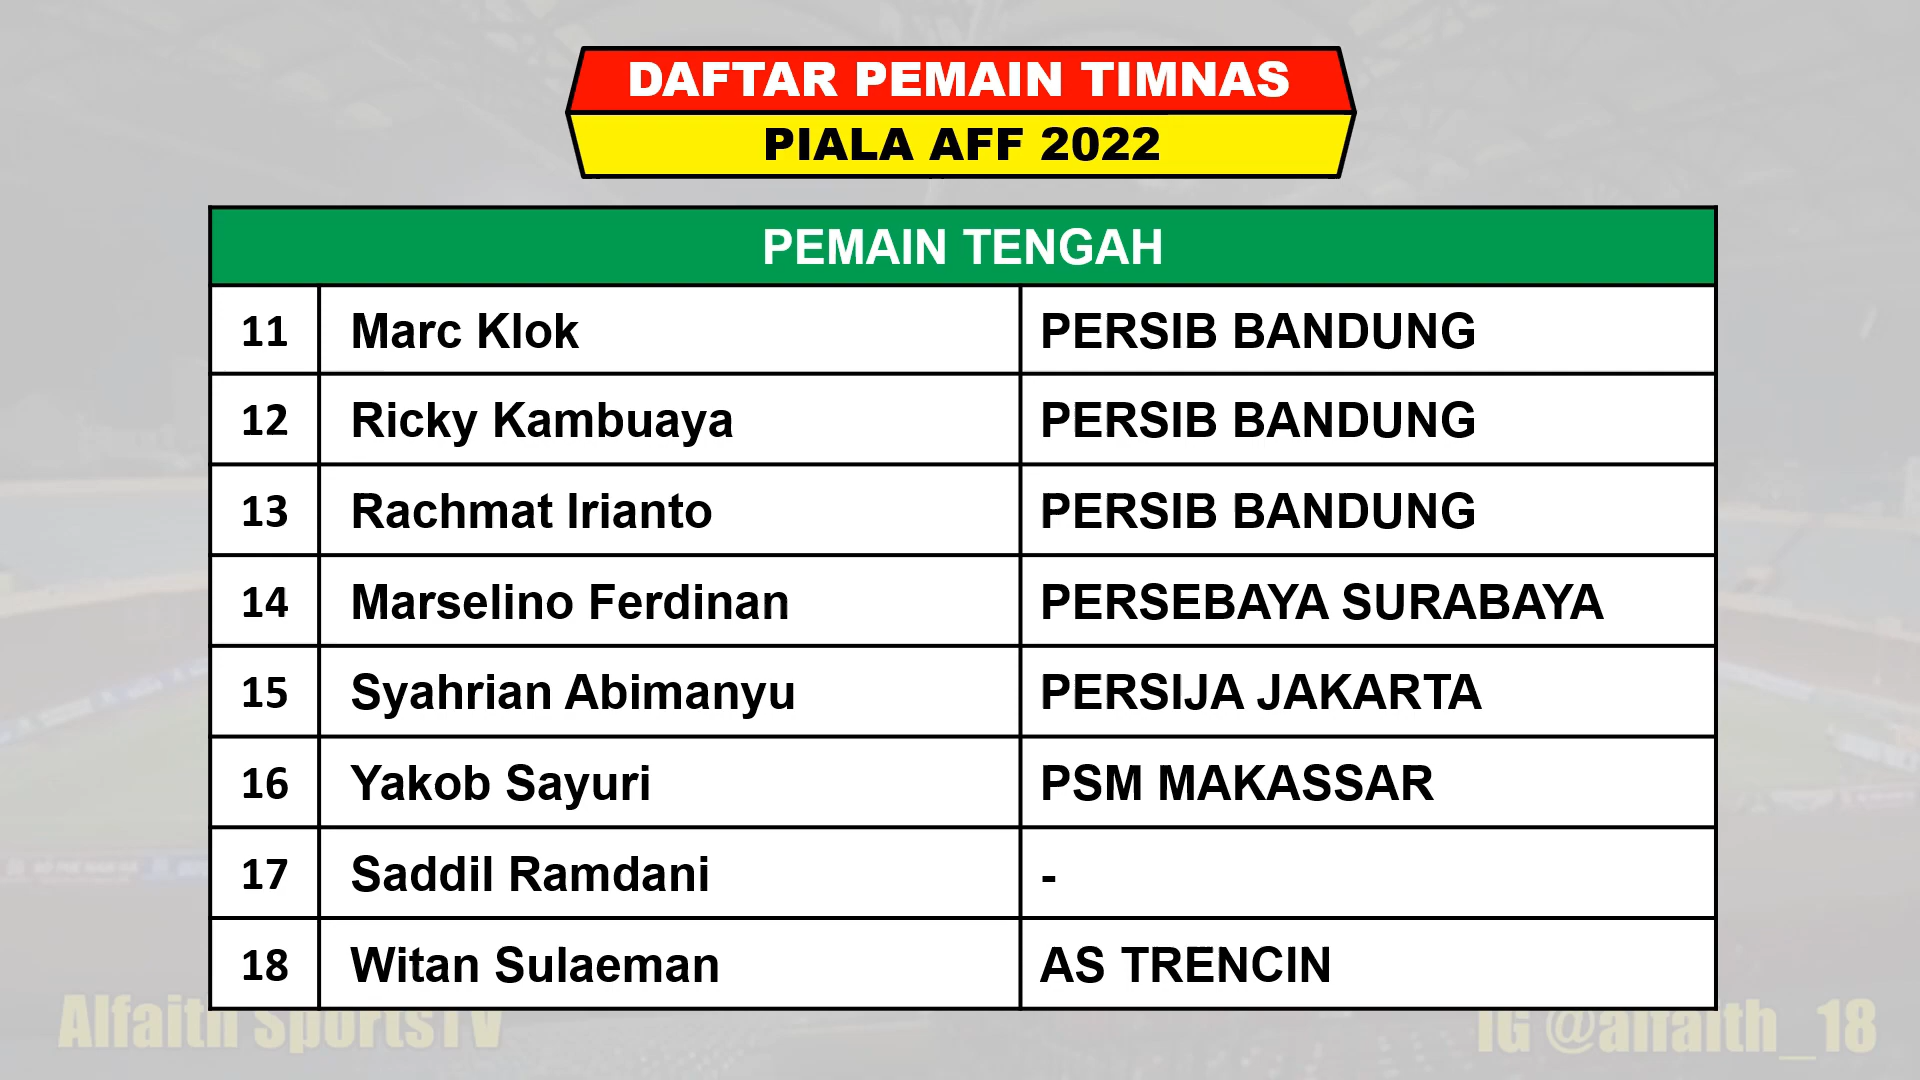 DAFTAR PEMAIN TIMNAS
PIALA AFF 2022
PEMAIN TENGAH
11 Marc Klok PERSIB BANDUNG
12 Ricky Kambuaya PERSIB BANDUNG
13 Rachmat Irianto PERSIB BANDUNG
14 Marselino Ferdinan PERSEBAYA SURABAYA
15 Syahrian Abimanyu PERSIJA JAKARTA
16 Yakob Sayuri PSM MAKASSAR
17 Saddil Ramdani -
18 Witan Sulaeman AS TRENCIN
Alfaith SportsTV
IG @alfaith_18